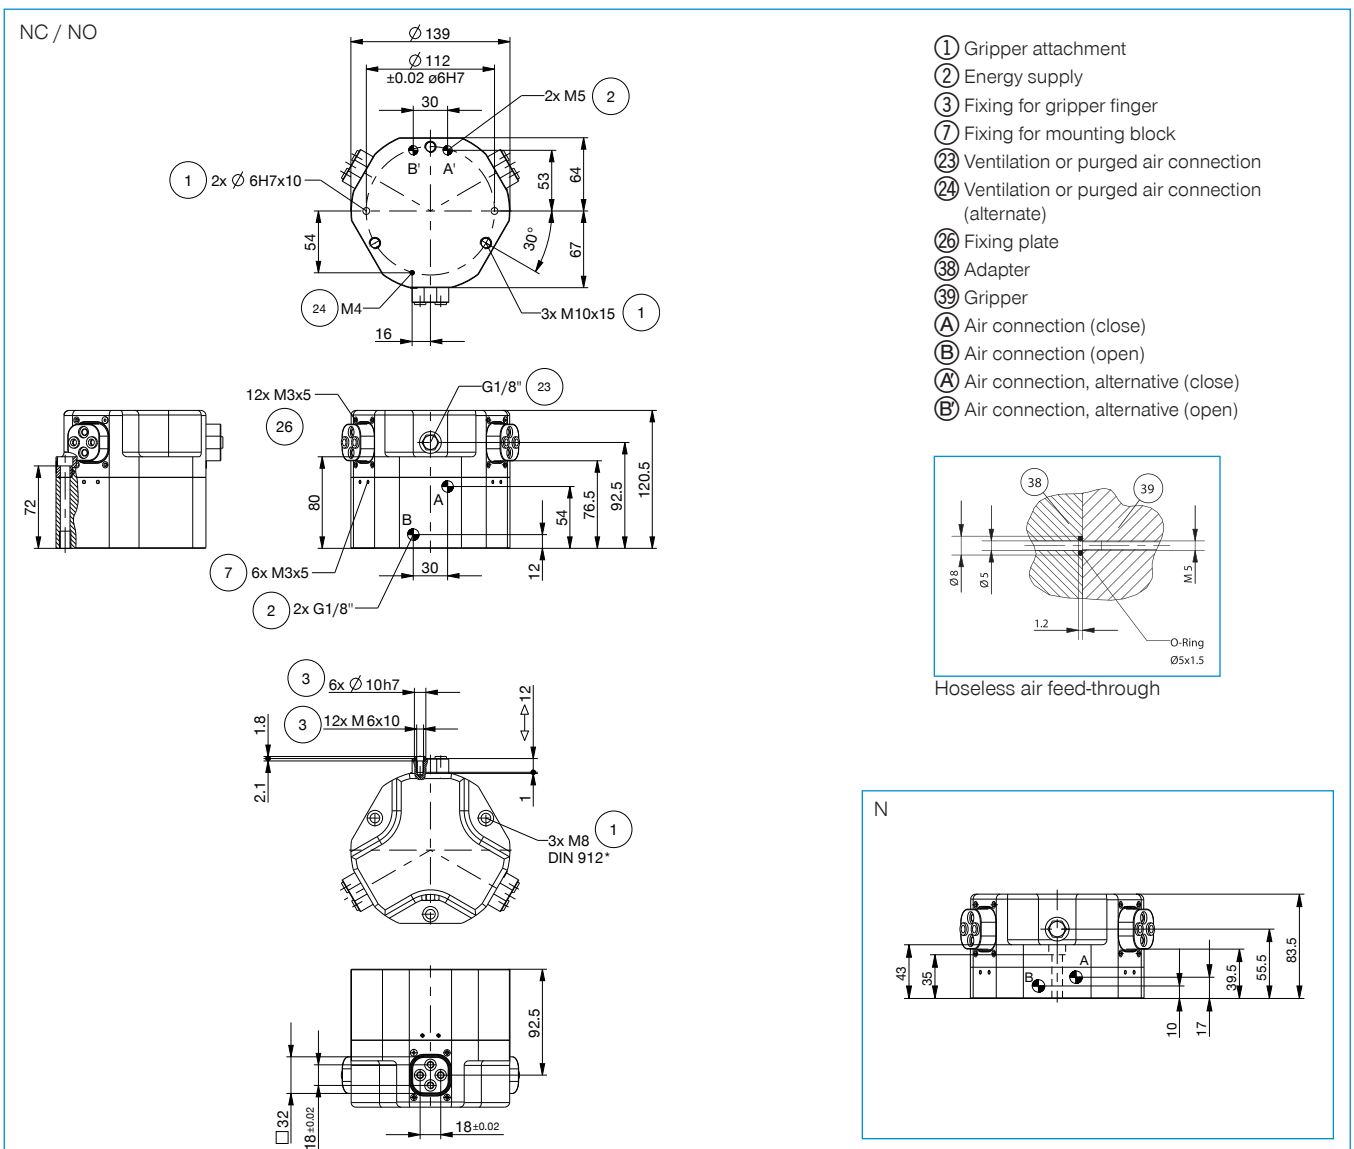 NC / NO
Ø 139
Ø 112
±0.02 ø6H7
30
2x M5 2
B' A'
1 2x Ø 6H7x10
53
64
54
30°
67
24 M4
3x M10x15 1
16
12x M3x5
26
G1/8" 23
72
80
A
B
54
76.5
92.5
120.5
12
30
7 6x M3x5
2 2x G1/8"
3 6x Ø 10h7
3 12x M6x10
1.8
2.1
12
1
3x M8 1
DIN 912*
92.5
□32
18±0.02
18±0.02
1 Gripper attachment
2 Energy supply
3 Fixing for gripper finger
7 Fixing for mounting block
23 Ventilation or purged air connection
24 Ventilation or purged air connection
(alternate)
26 Fixing plate
38 Adapter
39 Gripper
A Air connection (close)
B Air connection (open)
A' Air connection, alternative (close)
B' Air connection, alternative (open)
38
39
Ø8
Ø5
M5
1.2
O-Ring
Ø5x1.5
Hoseless air feed-through
N
43
35
B
A
10
17
39.5
55.5
83.5